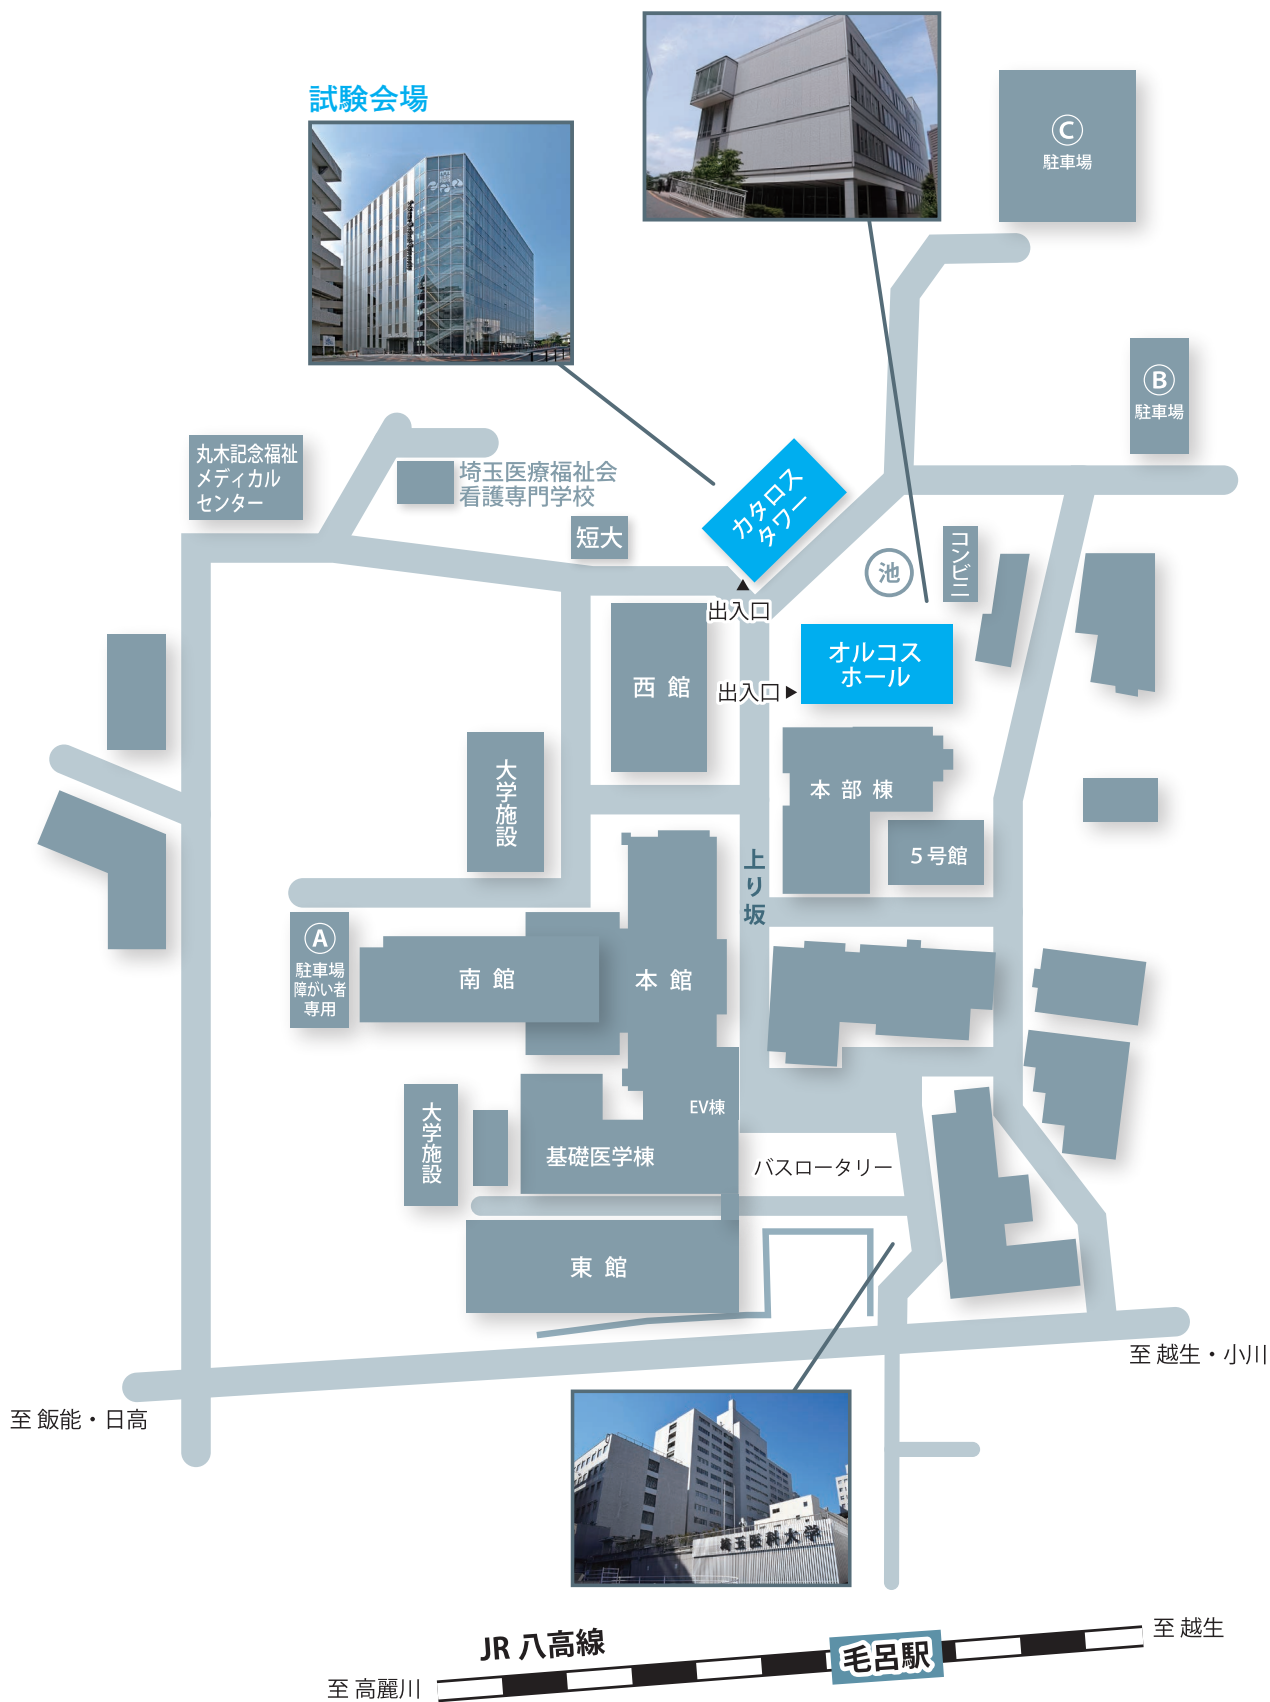 試験会場
Ⓒ
駐車場
Ⓑ
駐車場
丸木記念福祉
メディカル
センター
埼玉医療福祉会
看護専門学校
短大
カタロス
タワー
池
コンビニ
出入口
オルコス
ホール
西館
出入口
大学施設
本部棟
5号館
上り坂
Ⓐ
駐車場
障がい者
専用
南館
本館
大学施設
EV棟
基礎医学棟
バスロータリー
東館
至 越生・小川
至 飯能・日高
埼玉医科大学
JR 八高線
毛呂駅
至 越生
至 高麗川